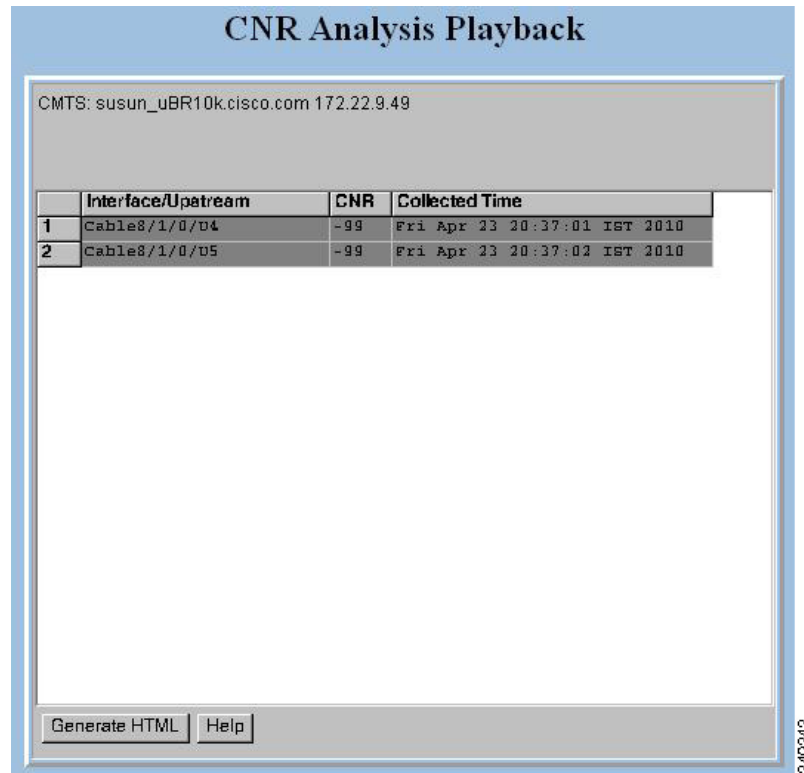 CNR Analysis Playback
CMTS: susun_uBR10k.cisco.com 172.22.9.49
Interface/Upatream CNR Collected Time
1 Cable8/1/0/U4 -99 Fri Apr 23 20:37:01 IST 2010
2 Cable8/1/0/U5 -99 Fri Apr 23 20:37:02 IST 2010
Generate HTML Help